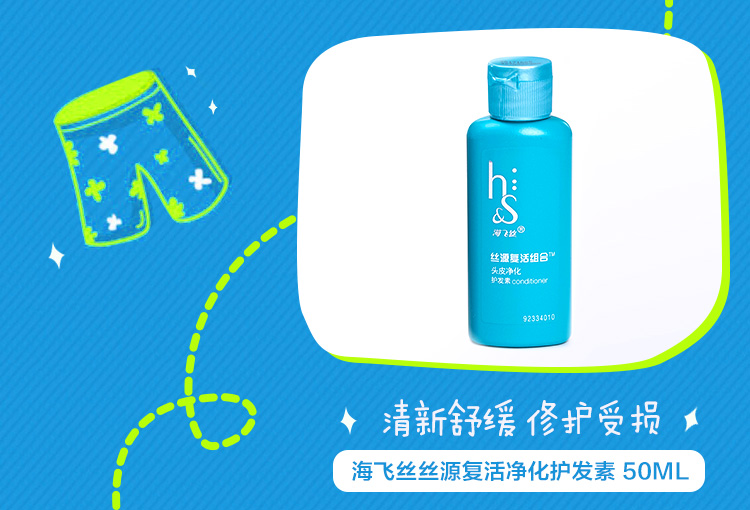 h
&S
海飞丝®
丝源复活组合™
头皮净化
护发素 conditioner
92334010
清新舒缓 修护受损
海飞丝丝源复活净化护发素 50ML